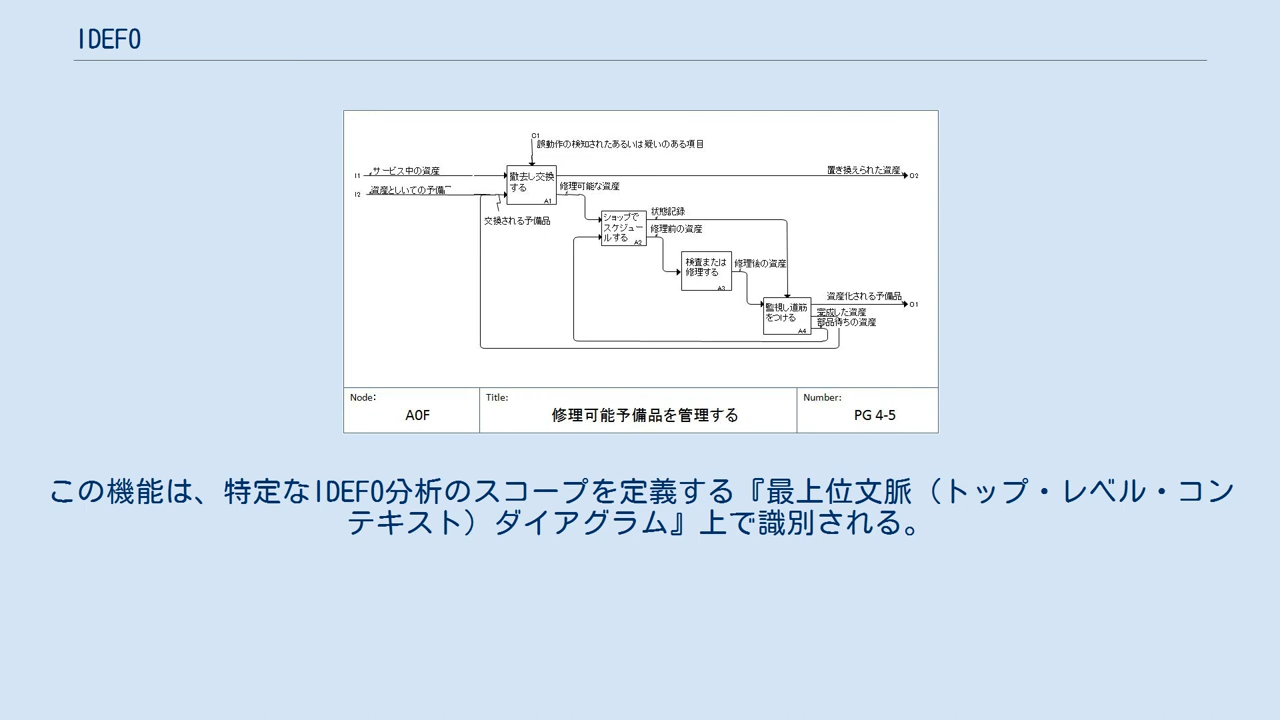 IDEF0
C1
誤動作の検知されたあるいは疑いのある項目
I1
サービス中の資産
置き換えられた資産
O2
I2
資産としいての予備
撤去し交換
する
A1
修理可能な資産
交換される予備品
ショップで
スケジュー
ルする
A2
状態記録
修理前の資産
検査または
修理する
A3
修理後の資産
監視し道筋
をつける
A4
資産化される予備品
O1
完成した資産
部品待ちの資産
Node:
A0F
Title:
修理可能予備品を管理する
Number:
PG 4-5
この機能は、特定なIDEF0分析のスコープを定義する『最上位文脈（トップ・レベル・コン
テキスト）ダイアグラム』上で識別される。